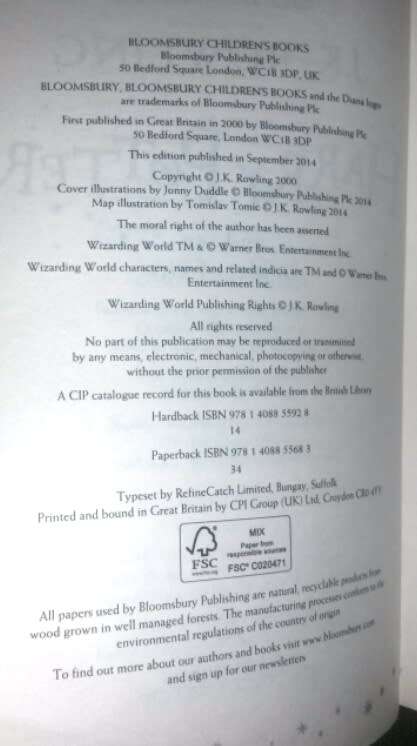 BLOOMSBURY CHILDREN'S BOOKS
Bloomsbury Publishing Plc
50 Bedford Square London, WC1B 3DP, UK
BLOOMSBURY, BLOOMSBURY CHILDREN'S BOOKS and the Diana logo
are trademarks of Bloomsbury Publishing Plc
First published in Great Britain in 2000 by Bloomsbury Publishing Plc
50 Bedford Square, London WC1B 3DP
This edition published in September 2014
Copyright © J.K. Rowling 2000
Cover illustrations by Jonny Duddle © Bloomsbury Publishing Plc 2014
Map illustration by Tomislav Tomic © J.K. Rowling 2014
The moral right of the author has been asserted
Wizarding World TM & © Warner Bros. Entertainment Inc.
Wizarding World characters, names and related indicia are TM and © Warner Bros.
Entertainment Inc.
Wizarding World Publishing Rights © J.K. Rowling
All rights reserved
No part of this publication may be reproduced or transmitted
by any means, electronic, mechanical, photocopying or otherwise,
without the prior permission of the publisher
A CIP catalogue record for this book is available from the British Library
Hardback ISBN 978 1 4088 5592 8
14
Paperback ISBN 978 1 4088 5568 3
34
Typeset by RefineCatch Limited, Bungay, Suffolk
Printed and bound in Great Britain by CPI Group (UK) Ltd, Croydon CR0 4YY
MIX
Paper from
responsible sources
FSC
www.fsc.org
FSC® C020471
All papers used by Bloomsbury Publishing are natural, recyclable products from
wood grown in well managed forests. The manufacturing processes conform to the
environmental regulations of the country of origin
To find out more about our authors and books visit www.bloomsbury.com
and sign up for our newsletters